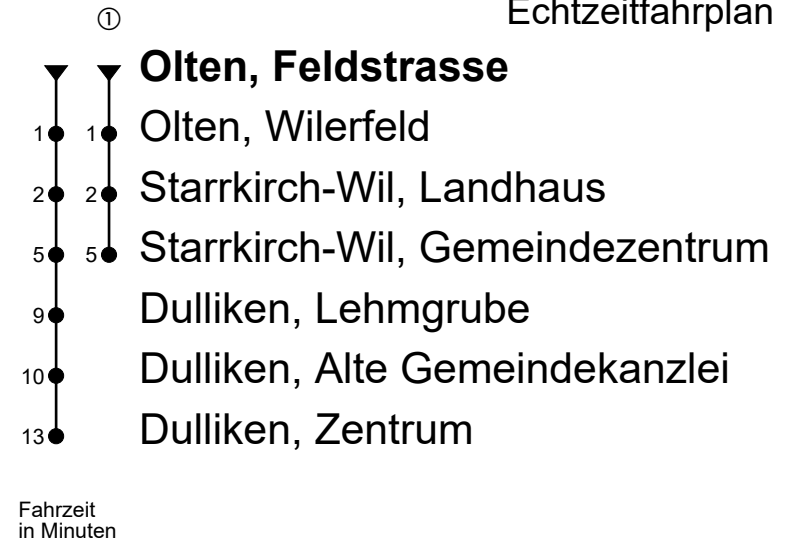 Echtzeitfahrplan
①
Olten, Feldstrasse
1 1 Olten, Wilerfeld
2 2 Starrkirch-Wil, Landhaus
5 5 Starrkirch-Wil, Gemeindezentrum
9 Dulliken, Lehmgrube
10 Dulliken, Alte Gemeindekanzlei
13 Dulliken, Zentrum
Fahrzeit
in Minuten